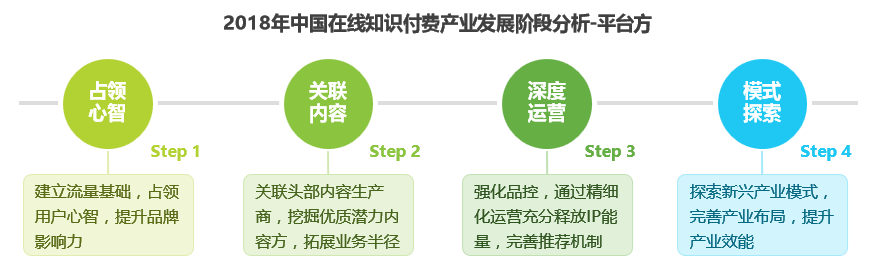 2018年中国在线知识付费产业发展阶段分析-平台方
占领
心智
Step 1
建立流量基础，占领
用户心智，提升品牌
影响力
关联
内容
Step 2
关联头部内容生产
商，挖掘优质潜力内
容方，拓展业务半径
深度
运营
Step 3
强化品控，通过精细
化运营充分释放IP能
量，完善推荐机制
模式
探索
Step 4
探索新兴产业模式，
完善产业布局，提升
产业效能